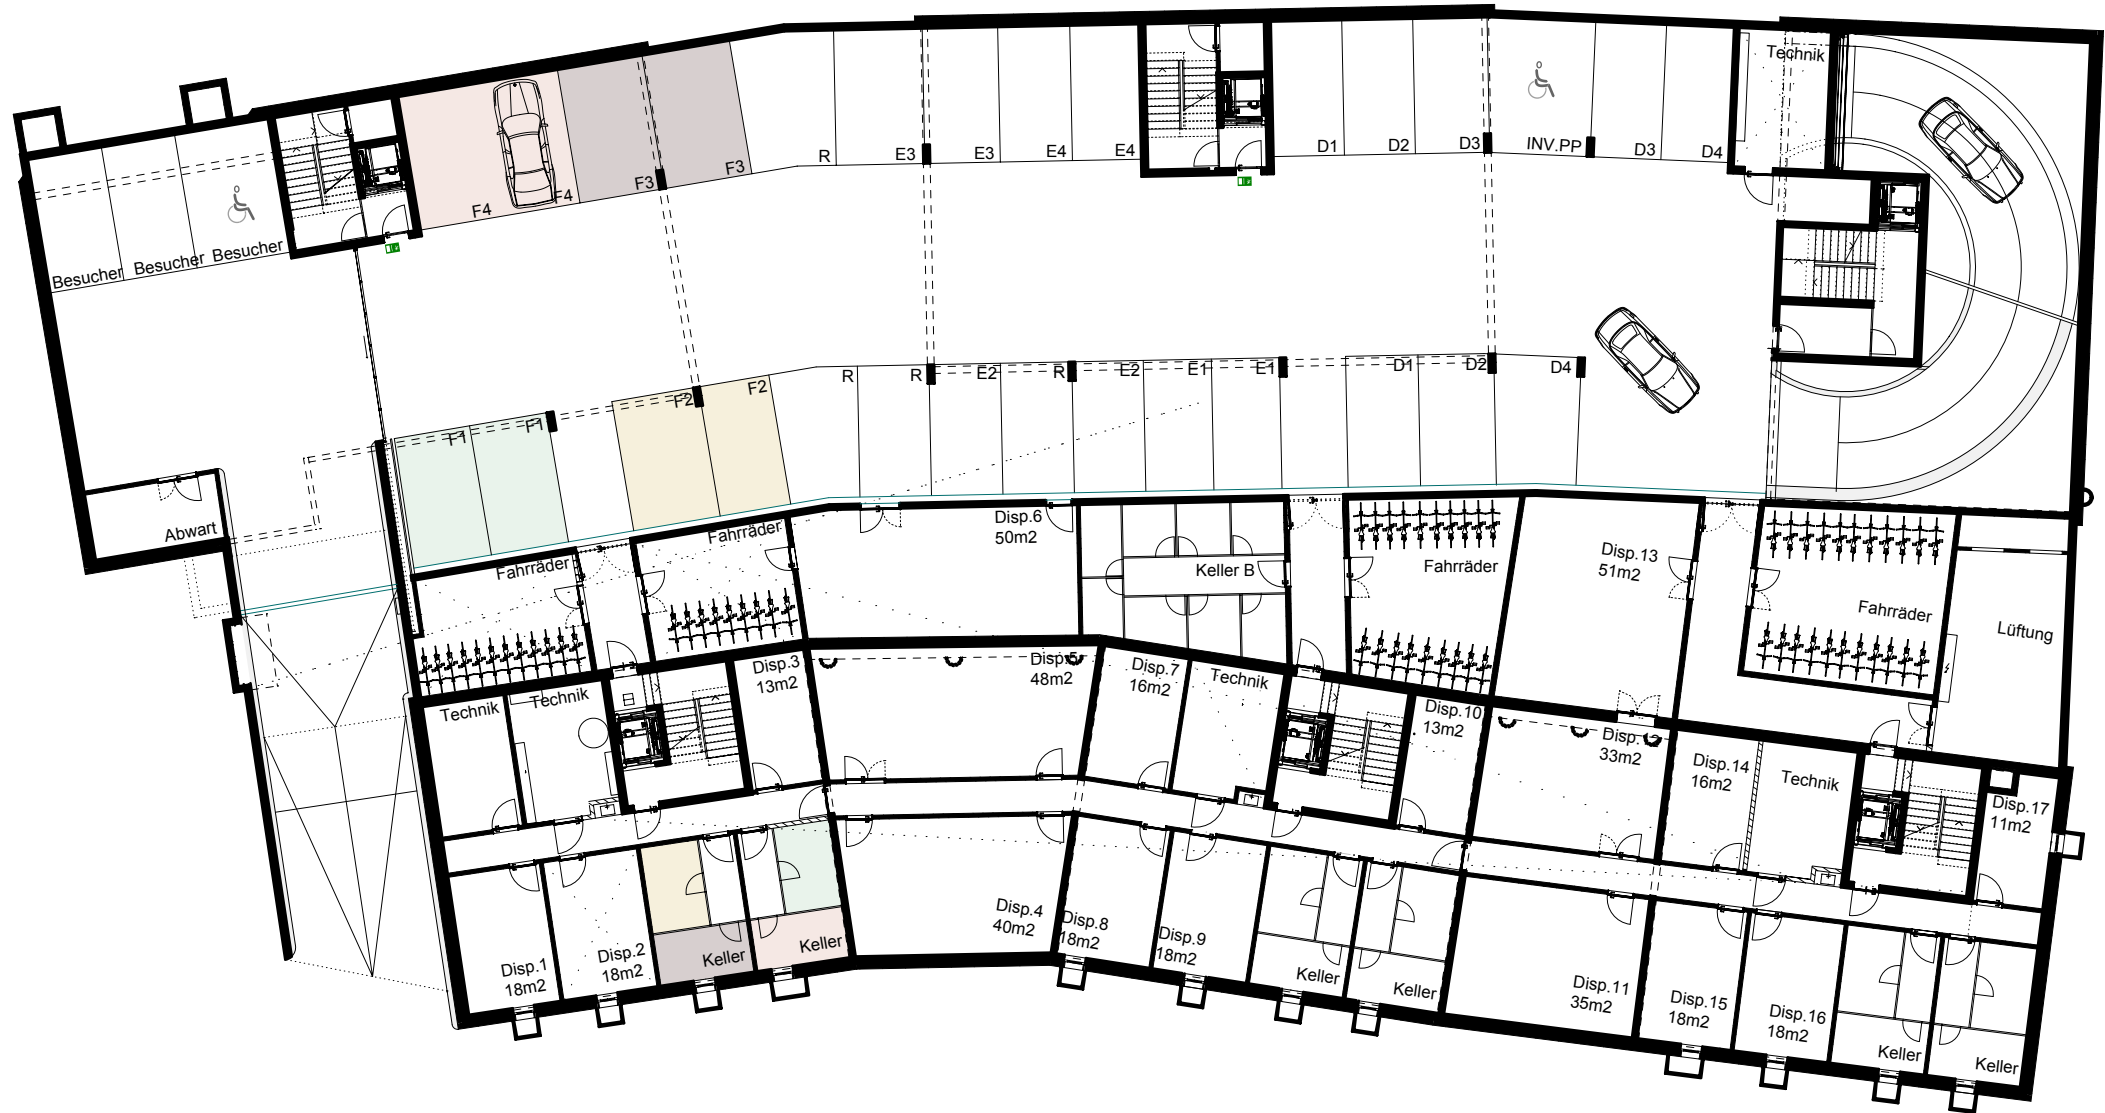 Technik
R
E3
E3
E4
E4
D1
D2
D3
INV.PP
D3
D4
F4
F4
F3
F3
Besucher
Besucher
Besucher
F1
F1
F2
F2
R
R
E2
R
E2
E1
E1
D1
D2
D4
Abwart
Fahrräder
Fahrräder
Disp.6
50m2
Keller B
Fahrräder
Disp.13
51m2
Fahrräder
Lüftung
Technik
Technik
Disp.3
13m2
Disp.5
48m2
Disp.7
16m2
Technik
Disp.10
13m2
33m2
Disp.14
16m2
Technik
Disp.17
11m2
Disp.1
18m2
Disp.2
18m2
Keller
Keller
Disp.4
40m2
Disp.8
18m2
Disp.9
18m2
Keller
Keller
Disp.11
35m2
Disp.15
18m2
Disp.16
18m2
Keller
Keller